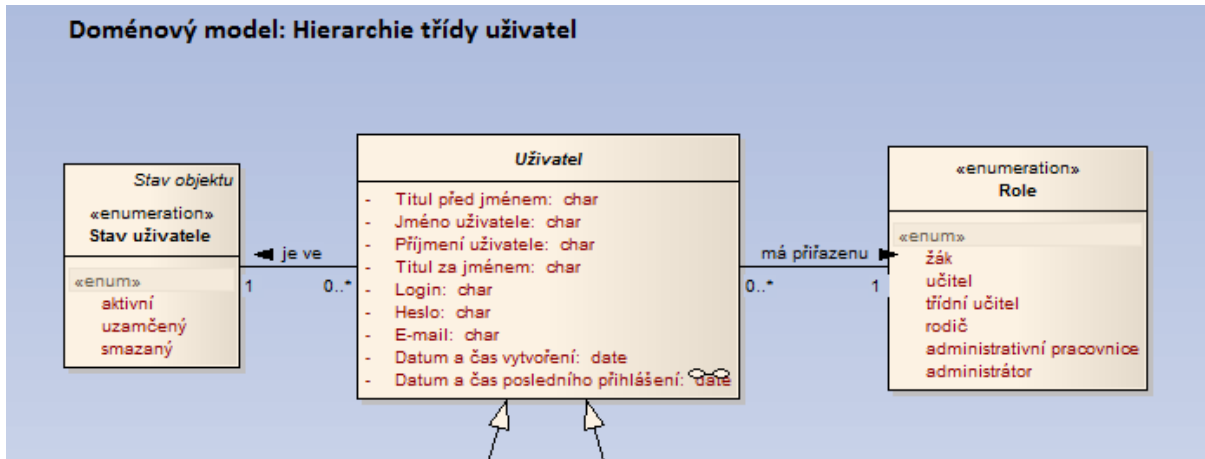 Doménový model: Hierarchie třídy uživatel
Stav objektu
«enumeration»
Stav uživatele
«enum»
aktivní
uzamčený
smazaný
1
je ve
0..*
Uživatel
- Titul před jménem: char
- Jméno uživatele: char
- Příjmení uživatele: char
- Titul za jménem: char
- Login: char
- Heslo: char
- E-mail: char
- Datum a čas vytvoření: date
- Datum a čas posledního přihlášení: date
má přiřazenu
0..*
1
«enumeration»
Role
«enum»
žák
učitel
třídní učitel
rodič
administrativní pracovnice
administrátor